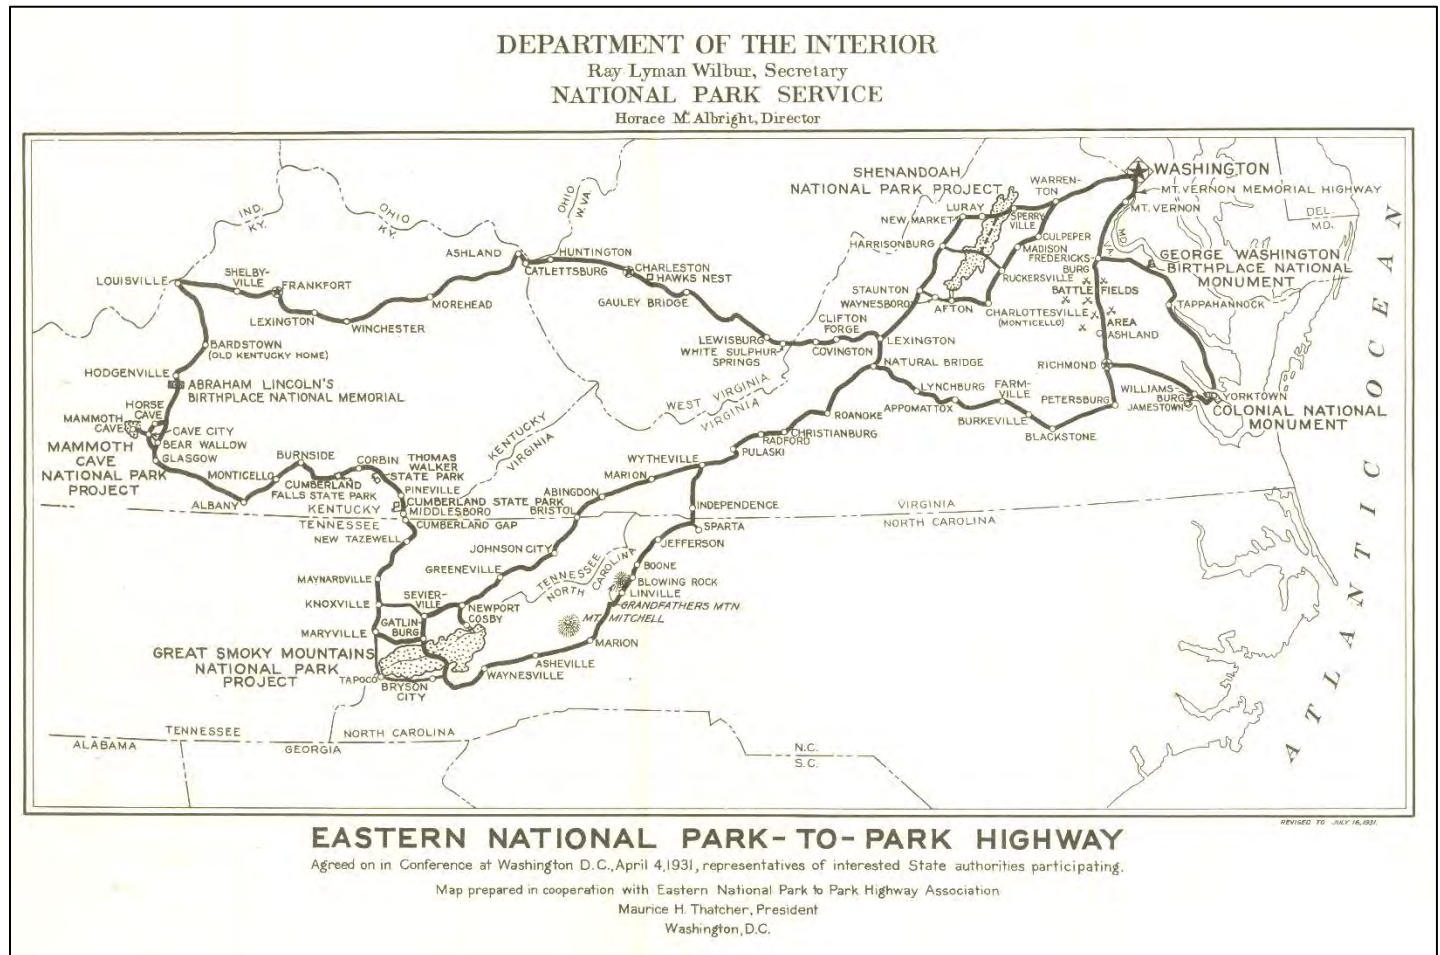 DEPARTMENT OF THE INTERIOR
Ray Lyman Wilbur, Secretary
NATIONAL PARK SERVICE
Horace M. Albright, Director
SHENANDOAH
NATIONAL PARK PROJECT
WARREN-
TON
WASHINGTON
MT. VERNON MEMORIAL HIGHWAY
MT. VERNON
DEL.
MD.
MD.
VA.
IND.
KY.
OHIO
KY.
OHIO
W.VA.
LURAY
NEW MARKET
SPERRY
VILLE
HARRISONBURG
CULPEPER
MADISON
FREDERICKS-
BURG
RUCKERSVILLE
GEORGE WASHINGTON
BIRTHPLACE NATIONAL
MONUMENT
BATTLE FIELDS
AREA
TAPPAHANNOCK
ASHLAND
CATLETTSBURG
HUNTINGTON
CHARLESTON
HAWKS NEST
GAULEY BRIDGE
LOUISVILLE
SHELBY-
VILLE
FRANKFORT
MOREHEAD
LEXINGTON
WINCHESTER
STAUNTON
WAYNESBORO
AFTON
CHARLOTTESVILLE
(MONTICELLO)
ASHLAND
CLIFTON
FORGE
LEWISBURG
WHITE SULPHUR
SPRINGS
COVINGTON
LEXINGTON
NATURAL BRIDGE
RICHMOND
BARDSTOWN
(OLD KENTUCKY HOME)
HODGENVILLE
ABRAHAM LINCOLN'S
BIRTHPLACE NATIONAL MEMORIAL
WEST VIRGINIA
VIRGINIA
LYNCHBURG
APPOMATTOX
FARM-
VILLE
BURKEVILLE
BLACKSTONE
PETERSBURG
WILLIAMS-
BURG
JAMESTOWN
YORKTOWN
COLONIAL NATIONAL
MONUMENT
HORSE
CAVE
MAMMOTH
CAVE
CAVE CITY
BEAR WALLOW
GLASGOW
MAMMOTH
CAVE
NATIONAL PARK
PROJECT
KENTUCKY
VIRGINIA
ROANOKE
CHRISTIANBURG
RADFORD
PULASKI
WYTHEVILLE
MARION
ABINGDON
BRISTOL
BURNSIDE
MONTICELLO
ALBANY
CORBIN
CUMBERLAND
FALLS STATE PARK
THOMAS
WALKER
STATE PARK
PINEVILLE
CUMBERLAND STATE PARK
MIDDLESBORO
KENTUCKY
TENNESSEE
CUMBERLAND GAP
NEW TAZEWELL
INDEPENDENCE
SPARTA
VIRGINIA
NORTH CAROLINA
JEFFERSON
JOHNSON CITY
GREENEVILLE
TENNESSEE
NORTH CAROLINA
BOONE
BLOWING ROCK
LINVILLE
GRANDFATHERS MTN
MT. MITCHELL
MARION
MAYNARDVILLE
KNOXVILLE
SEVIER-
VILLE
NEWPORT
COSBY
GATLIN-
BURG
MARYVILLE
GREAT SMOKY MOUNTAINS
NATIONAL PARK
PROJECT
TAPOCO
BRYSON
CITY
WAYNESVILLE
ASHEVILLE
TENNESSEE
ALABAMA
GEORGIA
NORTH CAROLINA
N.C.
S.C.
ATLANTIC OCEAN
REVISED TO JULY 16, 1931.
EASTERN NATIONAL PARK-TO-PARK HIGHWAY
Agreed on in Conference at Washington D.C., April 4, 1931, representatives of interested State authorities participating.
Map prepared in cooperation with Eastern National Park to Park Highway Association
Maurice H. Thatcher, President
Washington, D.C.